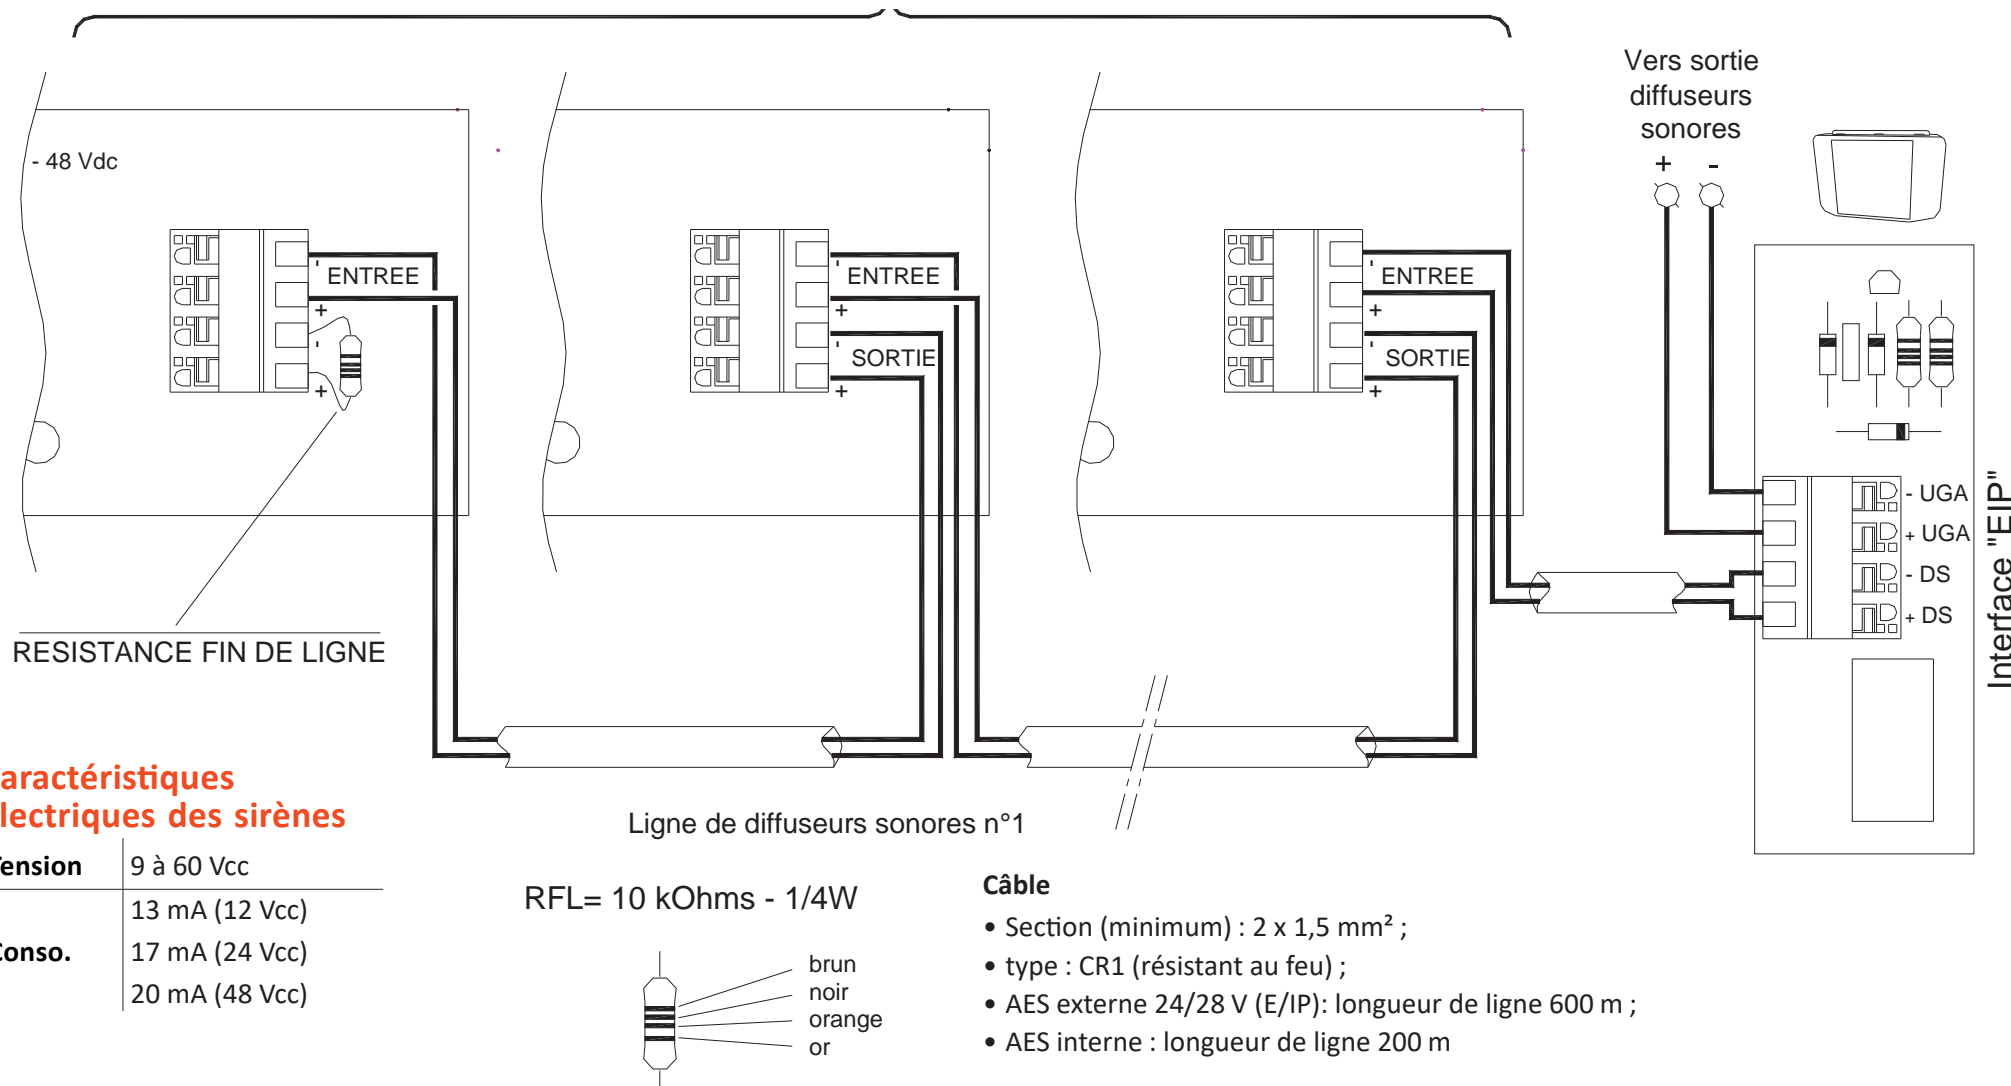 Vers sortie
diffuseurs
sonores
+ -
- 48 Vdc
- ENTREE
+
-
+
- ENTREE
+
- SORTIE
+
- ENTREE
+
- SORTIE
+
- UGA
+ UGA
- DS
+ DS
Interface "EIP"
RESISTANCE FIN DE LIGNE
aractéristiques
lectriques des sirènes
ension 9 à 60 Vcc
13 mA (12 Vcc)
onso. 17 mA (24 Vcc)
20 mA (48 Vcc)
Ligne de diffuseurs sonores n°1
RFL= 10 kOhms - 1/4W
brun
noir
orange
or
Câble
• Section (minimum) : 2 x 1,5 mm² ;
• type : CR1 (résistant au feu) ;
• AES externe 24/28 V (E/IP): longueur de ligne 600 m ;
• AES interne : longueur de ligne 200 m